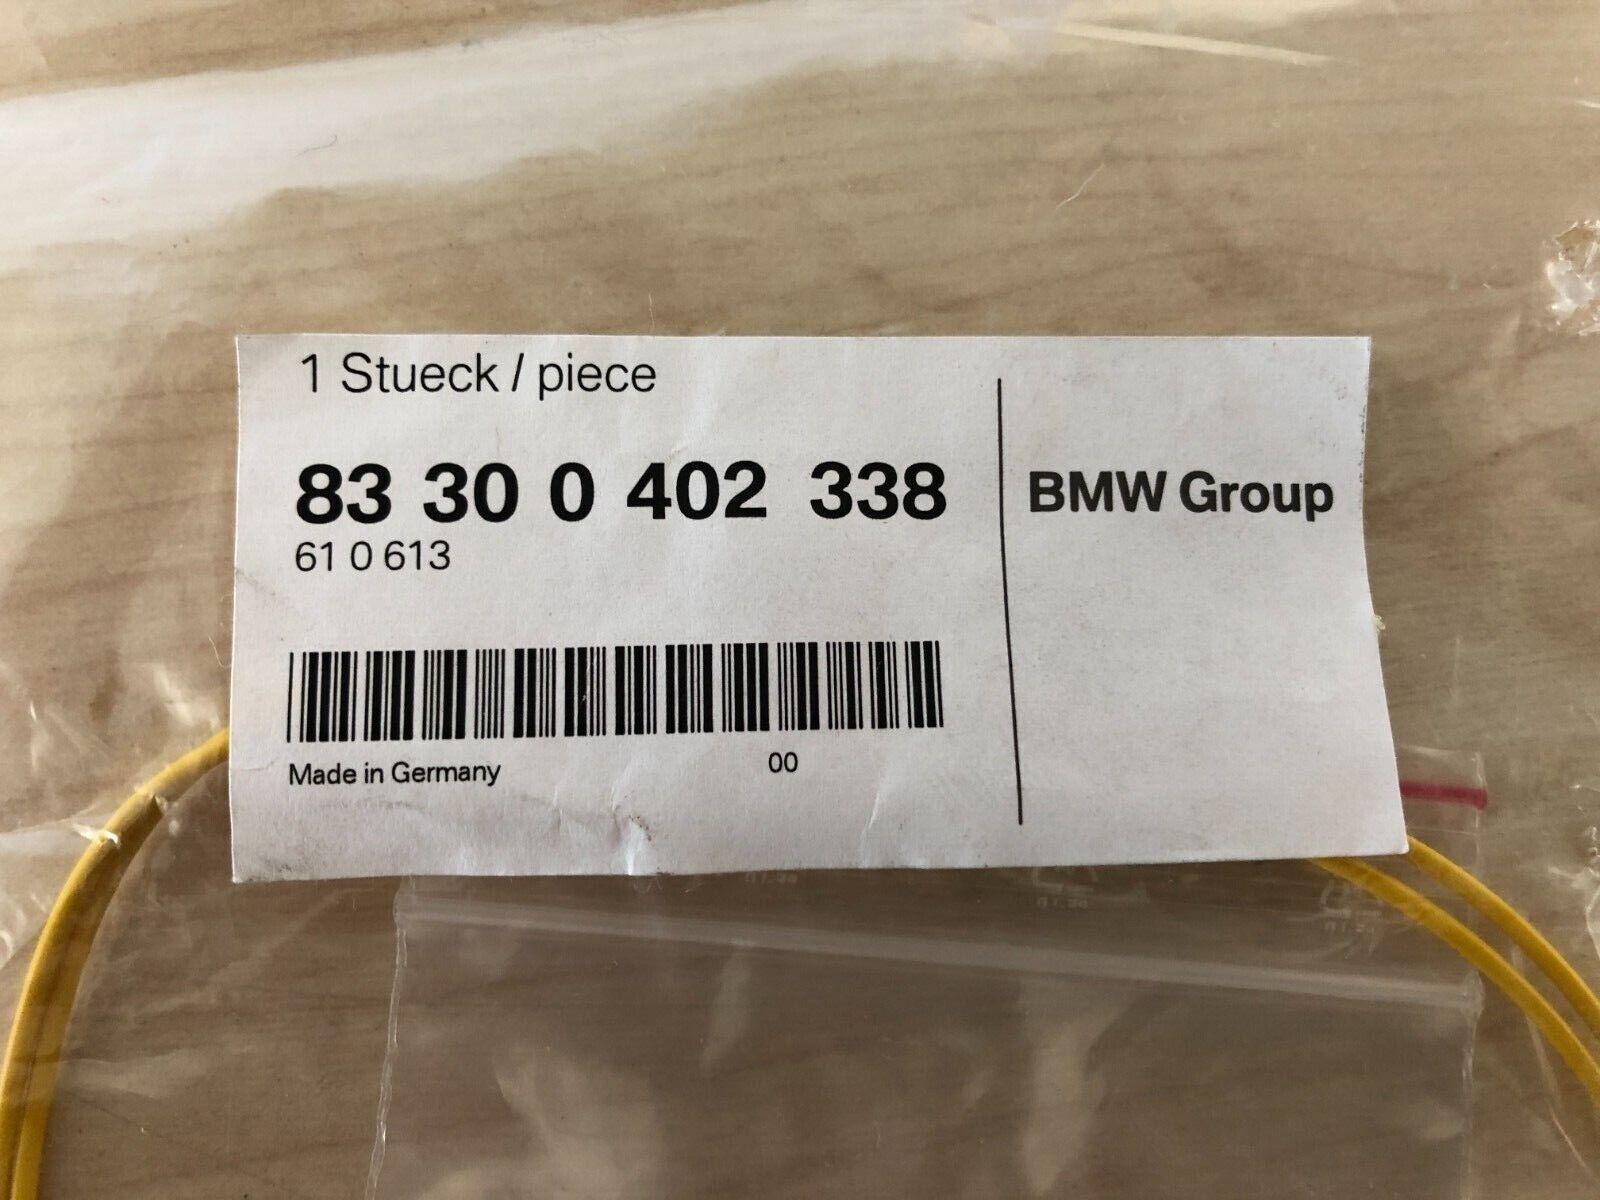 1 Stueck / piece
83 30 0 402 338
61 0 613
BMW Group
Made in Germany 00